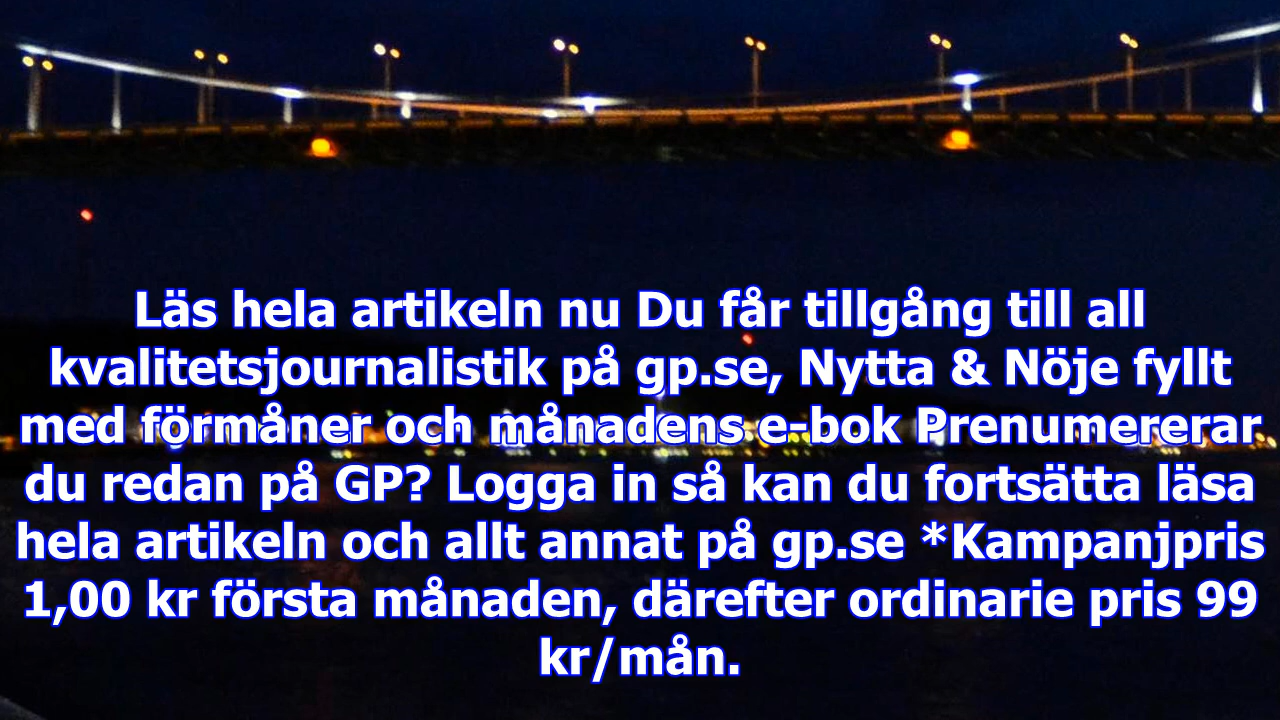 Läs hela artikeln nu Du får tillgång till all
kvalitetsjournalistik på gp.se, Nytta & Nöje fyllt
med förmåner och månadens e-bok Prenumererar
du redan på GP? Logga in så kan du fortsätta läsa
hela artikeln och allt annat på gp.se *Kampanjpris
1,00 kr första månaden, därefter ordinarie pris 99
kr/mån.